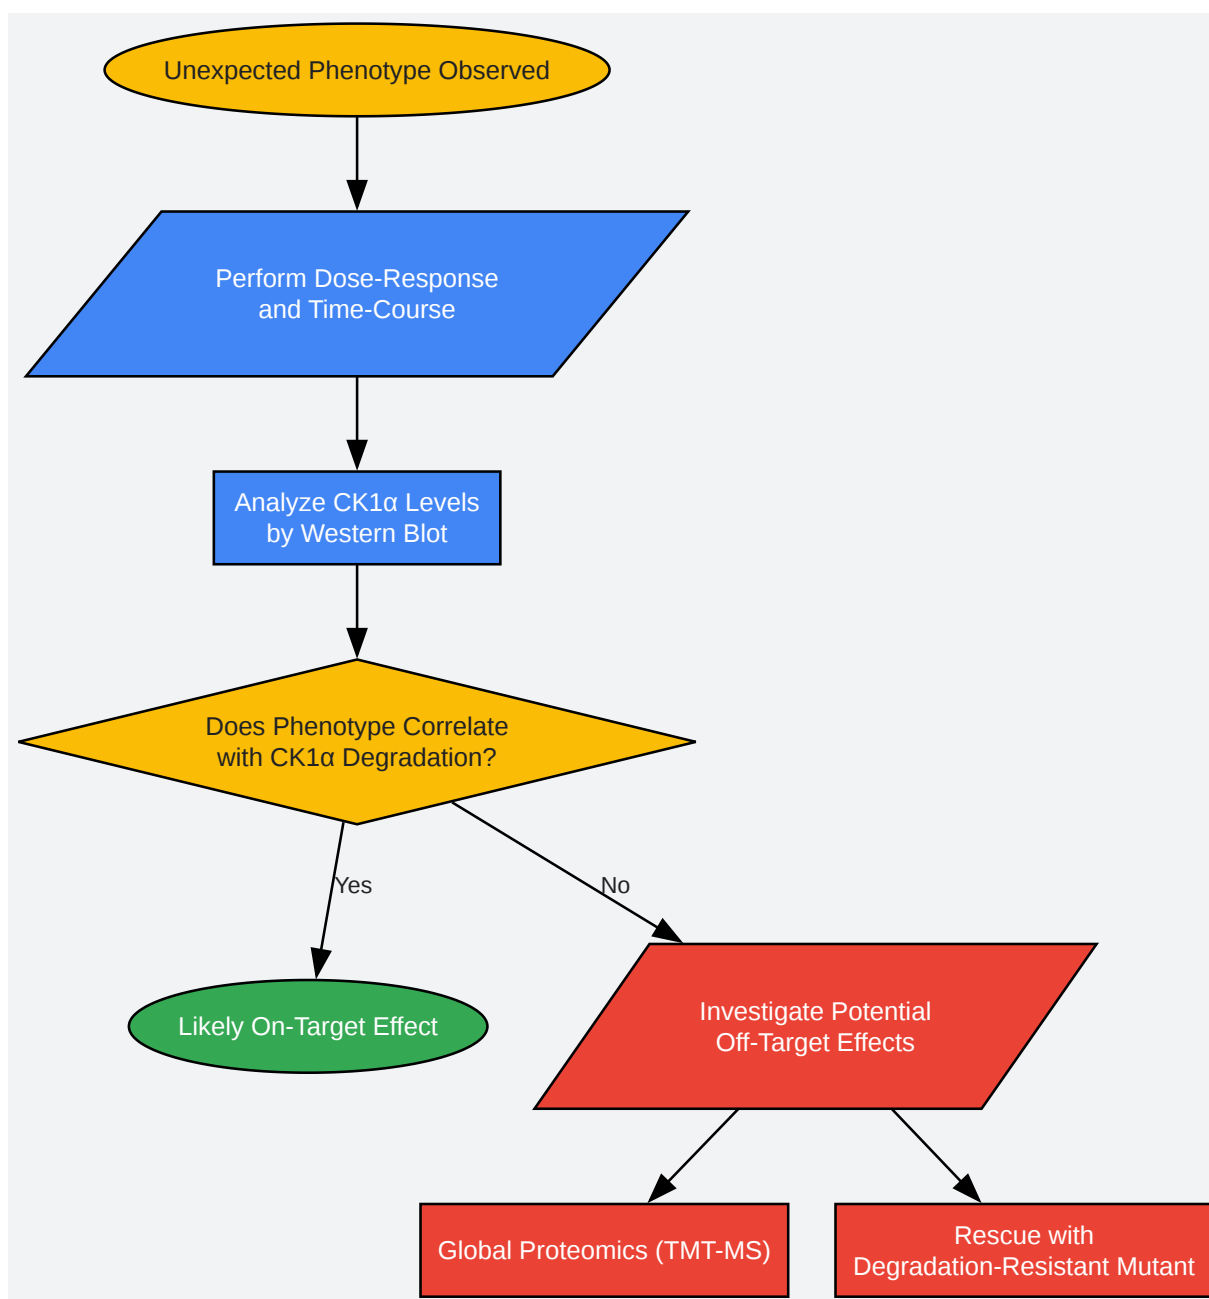 Unexpected Phenotype Observed
Perform Dose-Response
and Time-Course
Analyze CK1α Levels
by Western Blot
Does Phenotype Correlate
with CK1α Degradation?
Yes
No
Likely On-Target Effect
Investigate Potential
Off-Target Effects
Global Proteomics (TMT-MS)
Rescue with
Degradation-Resistant Mutant